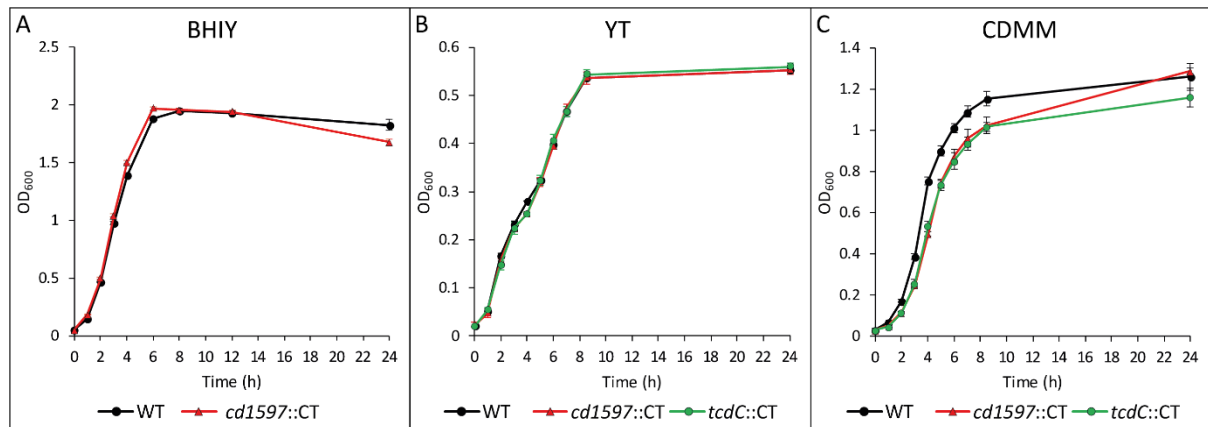 A
BHIY
2.5
2
1.5
1
0.5
0
OD600
0 2 4 6 8 10 12 14 16 18 20 22 24
Time (h)
WT cd1597::CT
B
YT
0.6
0.5
0.4
0.3
0.2
0.1
0
OD600
0 2 4 6 8 10 12 14 16 18 20 22 24
Time (h)
WT cd1597::CT tcdC::CT
C
CDMM
1.4
1.2
1
0.8
0.6
0.4
0.2
0
OD600
0 2 4 6 8 10 12 14 16 18 20 22 24
Time (h)
WT cd1597::CT tcdC::CT